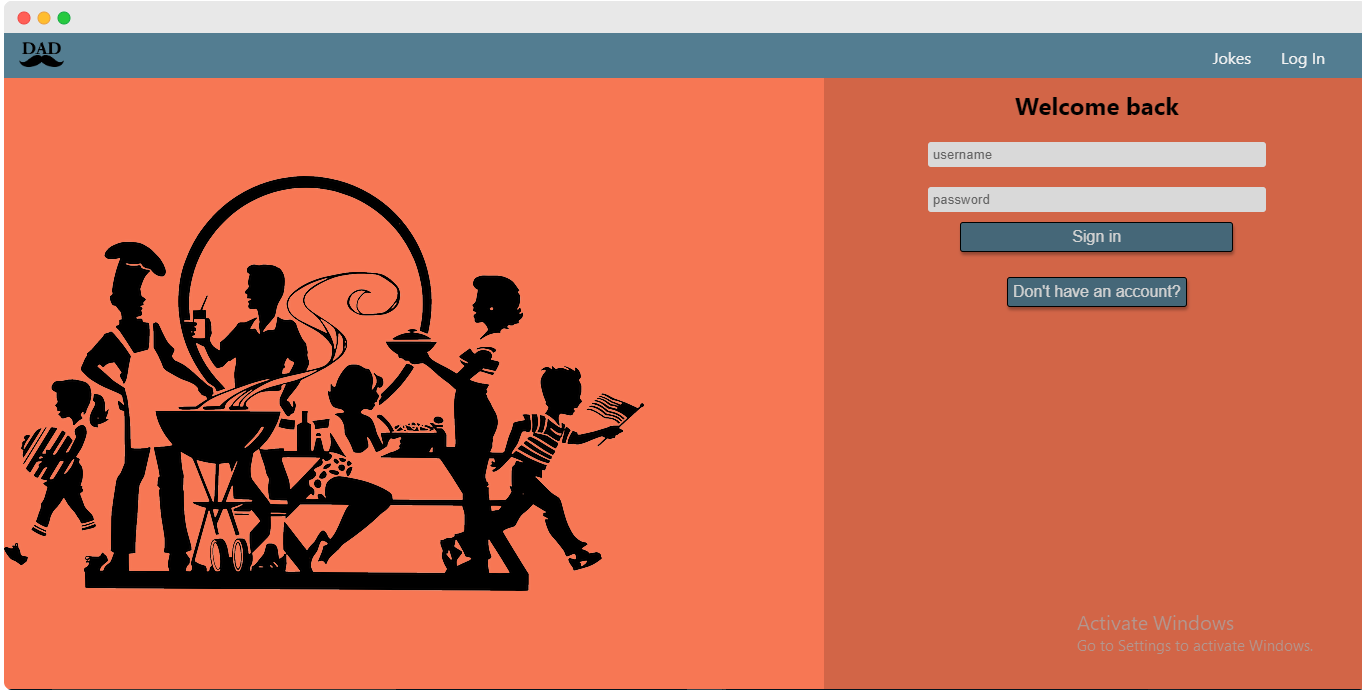 DAD
Jokes Log In
Welcome back
username
password
Sign in
Don't have an account?
Activate Windows
Go to Settings to activate Windows.